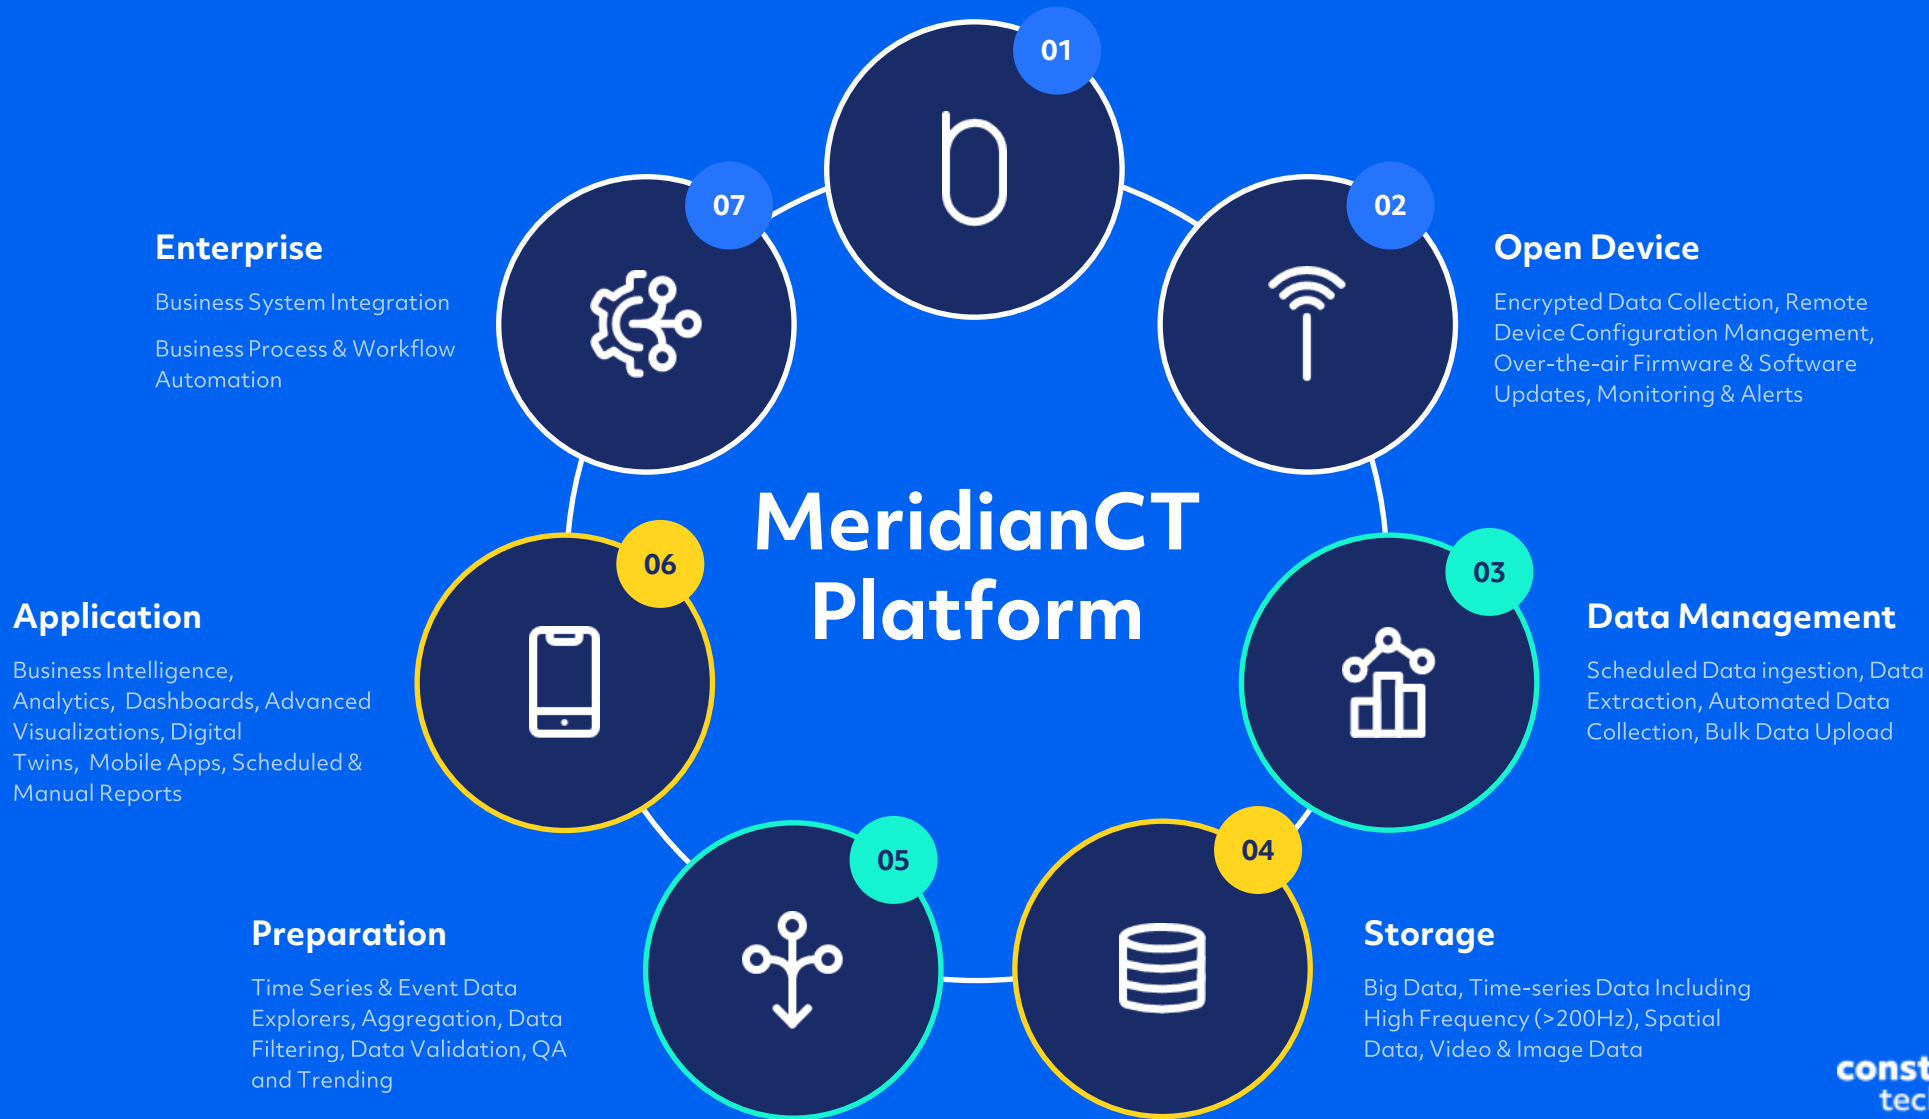 01
02
Open Device
Encrypted Data Collection, Remote
Device Configuration Management,
Over-the-air Firmware & Software
Updates, Monitoring & Alerts
03
Data Management
Scheduled Data ingestion, Data
Extraction, Automated Data
Collection, Bulk Data Upload
04
Storage
Big Data, Time-series Data Including
High Frequency (>200Hz), Spatial
Data, Video & Image Data
05
Preparation
Time Series & Event Data
Explorers, Aggregation, Data
Filtering, Data Validation, QA
and Trending
06
Application
Business Intelligence,
Analytics, Dashboards, Advanced
Visualizations, Digital
Twins, Mobile Apps, Scheduled &
Manual Reports
07
Enterprise
Business System Integration
Business Process & Workflow
Automation
MeridianCT
Platform